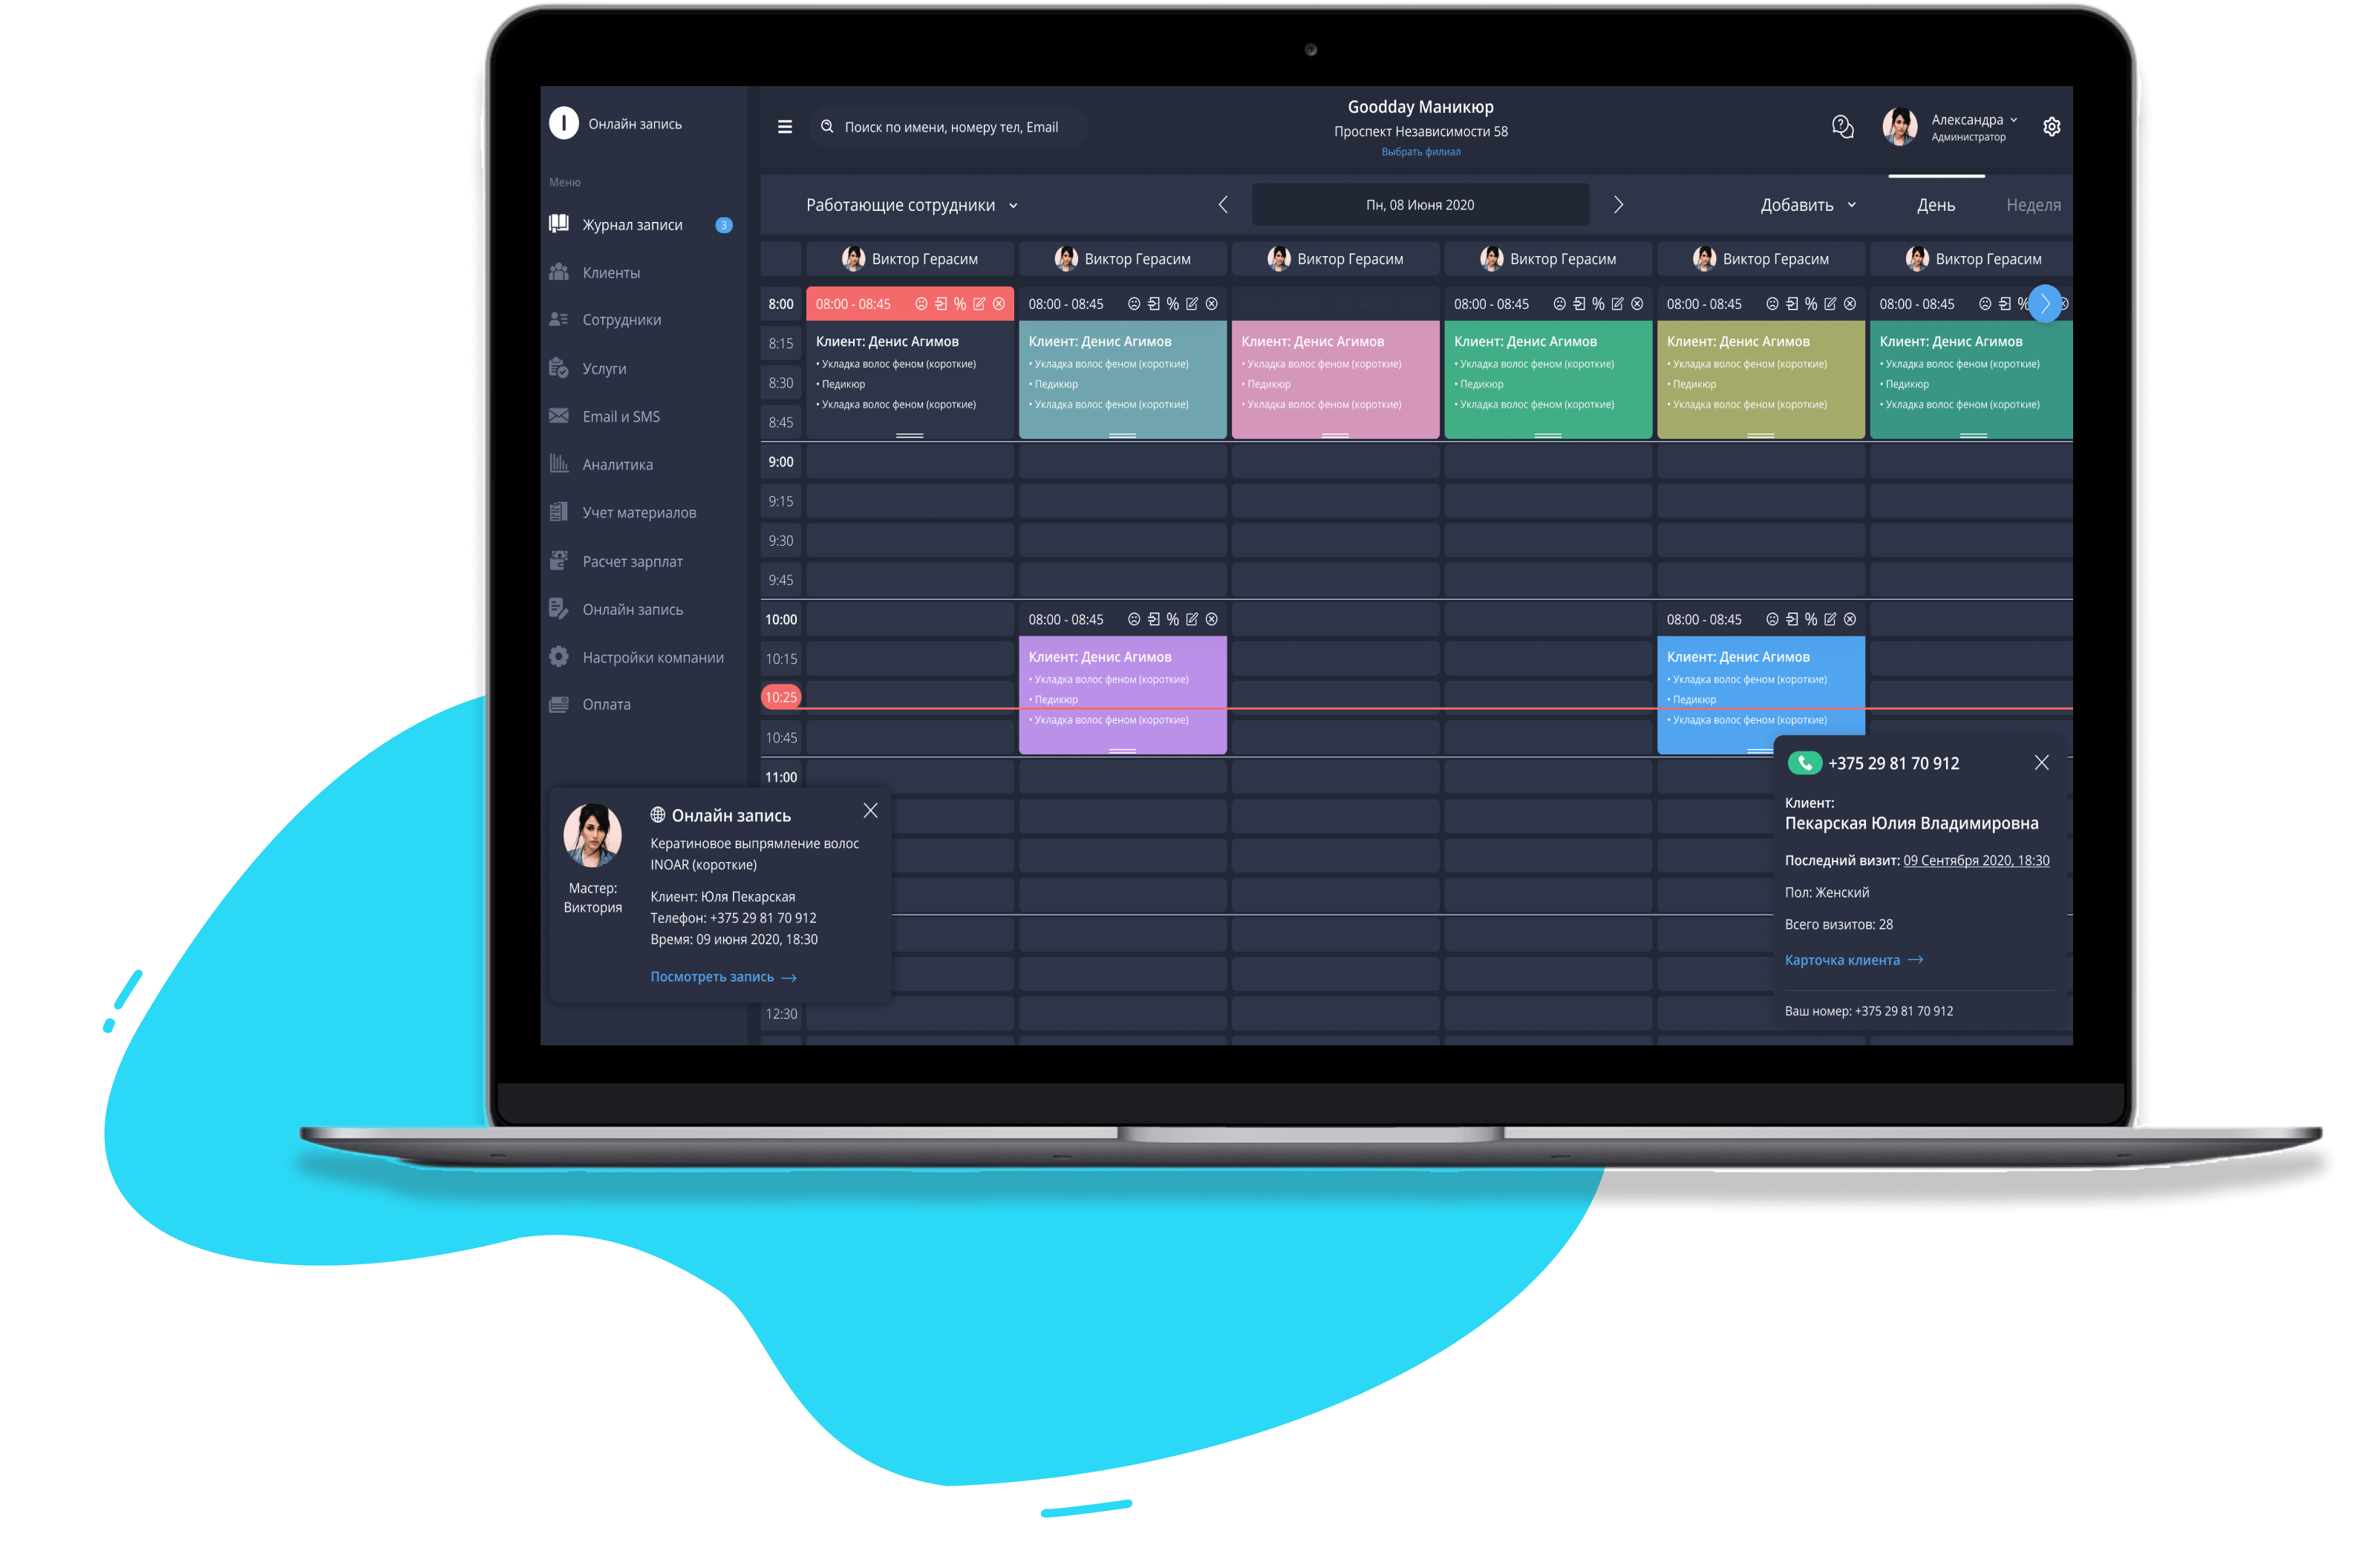 Онлайн запись
Поиск по имени, номеру тел, Email
Goodday Маникюр
Проспект Независимости 58
Выбрать филиал
Александра
Администратор
Меню
Журнал записи 3
Клиенты
Сотрудники
Услуги
Email и SMS
Аналитика
Учет материалов
Расчет зарплат
Онлайн запись
Настройки компании
Оплата
Работающие сотрудники
Пн, 08 Июня 2020
Добавить
День
Неделя
Виктор Герасим Виктор Герасим Виктор Герасим Виктор Герасим Виктор Герасим Виктор Герасим
8:00 08:00 - 08:45 % 08:00 - 08:45 % 08:00 - 08:45 % 08:00 - 08:45 % 08:00 - 08:45 %
8:15 Клиент: Денис Агимов Клиент: Денис Агимов Клиент: Денис Агимов Клиент: Денис Агимов Клиент: Денис Агимов Клиент: Денис Агимов
• Укладка волос феном (короткие) • Укладка волос феном (короткие) • Укладка волос феном (короткие) • Укладка волос феном (короткие) • Укладка волос феном (короткие) • Укладка волос феном (короткие)
8:30 • Педикюр • Педикюр • Педикюр • Педикюр • Педикюр • Педикюр
• Укладка волос феном (короткие) • Укладка волос феном (короткие) • Укладка волос феном (короткие) • Укладка волос феном (короткие) • Укладка волос феном (короткие) • Укладка волос феном (короткие)
8:45
9:00
9:15
9:30
9:45
10:00 08:00 - 08:45 % 08:00 - 08:45 %
10:15 Клиент: Денис Агимов Клиент: Денис Агимов
• Укладка волос феном (короткие) • Укладка волос феном (короткие)
10:25 • Педикюр • Педикюр
• Укладка волос феном (короткие) • Укладка волос феном (короткие)
10:45
11:00
12:30
Мастер:
Виктория
Онлайн запись
Кератиновое выпрямление волос
INOAR (короткие)
Клиент: Юля Пекарская
Телефон: +375 29 81 70 912
Время: 09 июня 2020, 18:30
Посмотреть запись
+375 29 81 70 912
Клиент:
Пекарская Юлия Владимировна
Последний визит: 09 Сентября 2020, 18:30
Пол: Женский
Всего визитов: 28
Карточка клиента
Ваш номер: +375 29 81 70 912